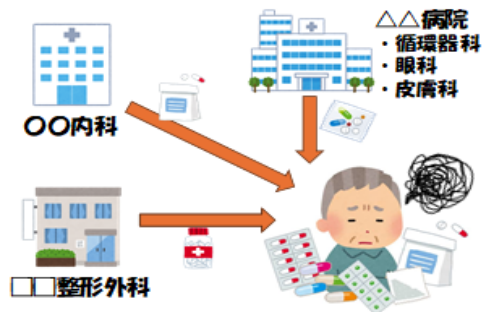 〇〇内科
△△病院
・循環器科
・眼科
・皮膚科
□□整形外科